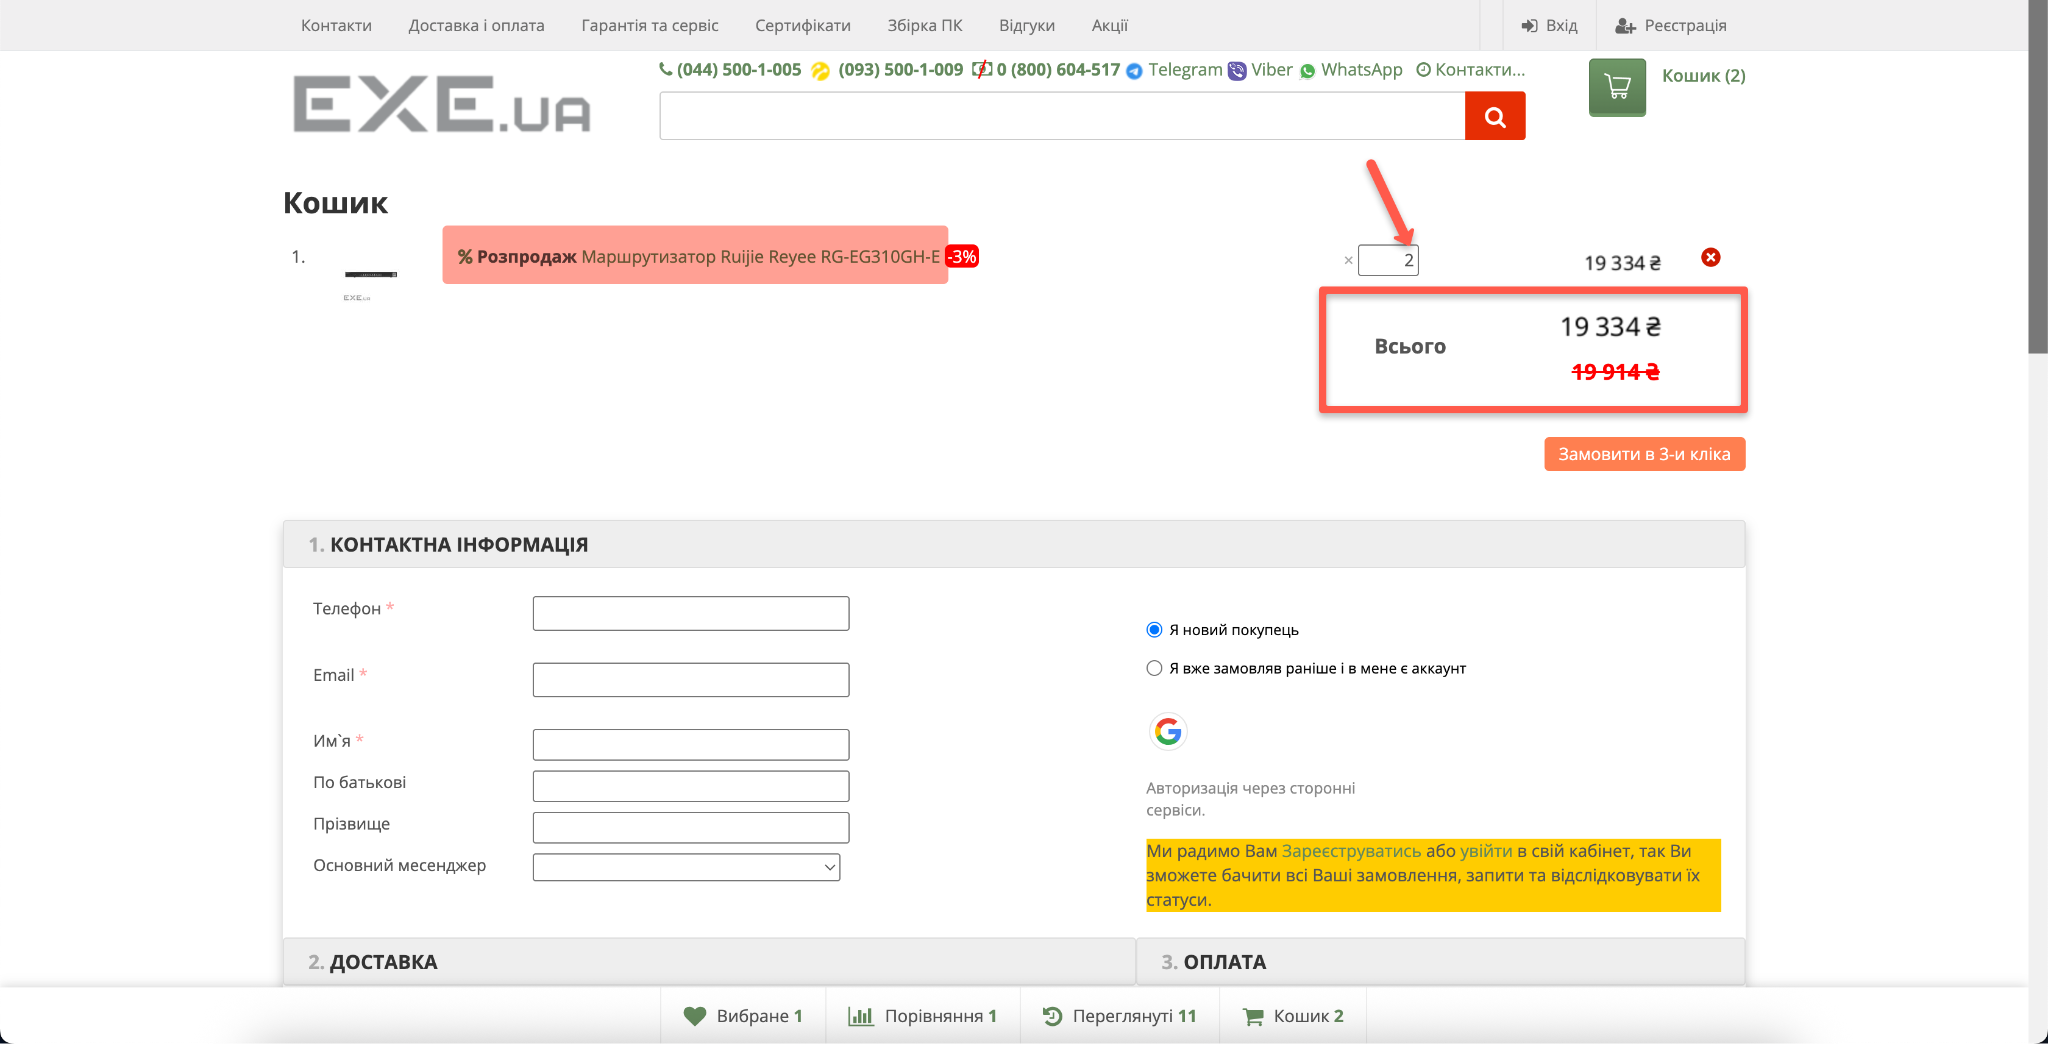 Контакти Доставка і оплата Гарантія та сервіс Сертифікати Збірка ПК Відгуки Акції Вхід Реєстрація
(044) 500-1-005 (093) 500-1-009 0 (800) 604-517 Telegram Viber WhatsApp Контакти...
EXE.UA
Кошик (2)
Кошик
1. % Розпродаж Маршрутизатор Ruijie Reyee RG-EG310GH-E -3% × 2 19 334 ₴
EXE.UA
Всього
19 334 ₴
19 914 ₴
Замовити в 3-и кліка
1. КОНТАКТНА ІНФОРМАЦІЯ
Телефон *
Я новий покупець
Email *
Я вже замовляв раніше і в мене є аккаунт
Им`я *
По батькові
Авторизація через сторонні
сервіси.
Прізвище
Основний месенджер
Ми радимо Вам Зареєструватись або увійти в свій кабінет, так Ви
зможете бачити всі Ваші замовлення, запити та відслідковувати їх
статуси.
2. ДОСТАВКА
3. ОПЛАТА
Вибране 1 Порівняння 1 Переглянуті 11 Кошик 2